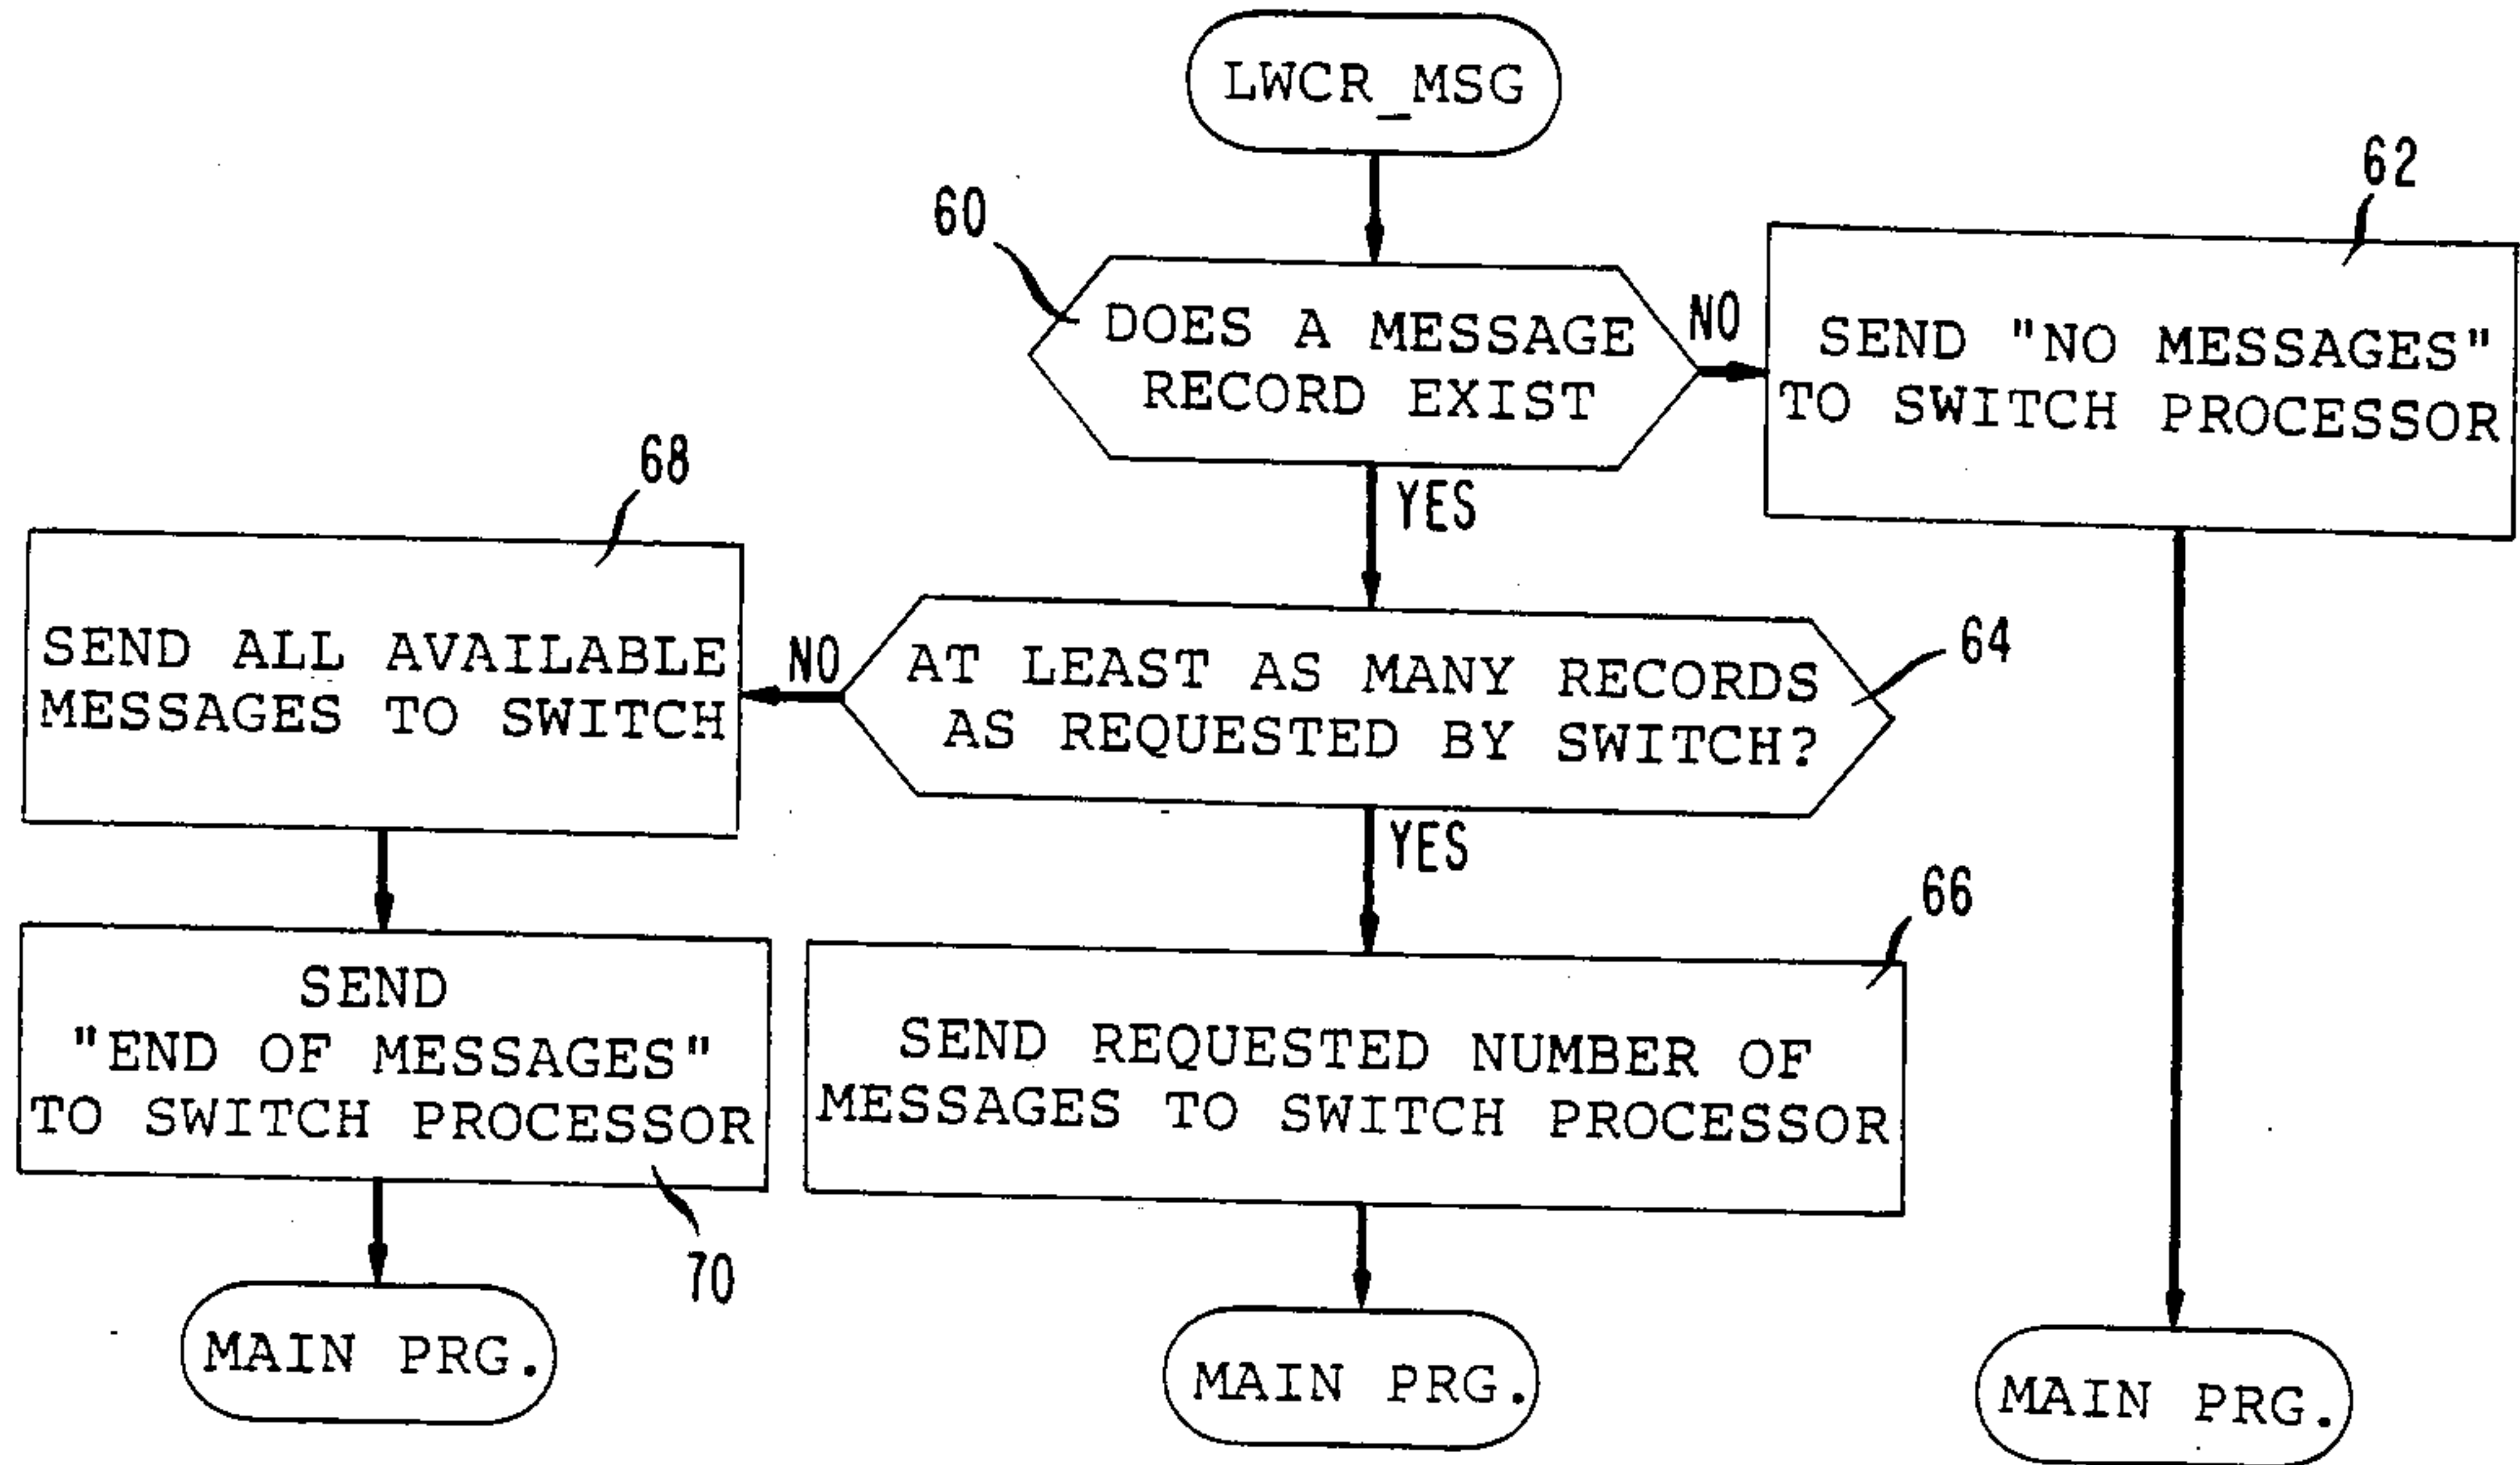 LWCR_MSG
60
DOES A MESSAGE
RECORD EXIST
NO
62
SEND "NO MESSAGES"
TO SWITCH PROCESSOR
YES
68
SEND ALL AVAILABLE
MESSAGES TO SWITCH
NO
AT LEAST AS MANY RECORDS
AS REQUESTED BY SWITCH?
64
YES
66
SEND
"END OF MESSAGES"
TO SWITCH PROCESSOR
70
SEND REQUESTED NUMBER OF
MESSAGES TO SWITCH PROCESSOR
MAIN PRG.
MAIN PRG.
MAIN PRG.